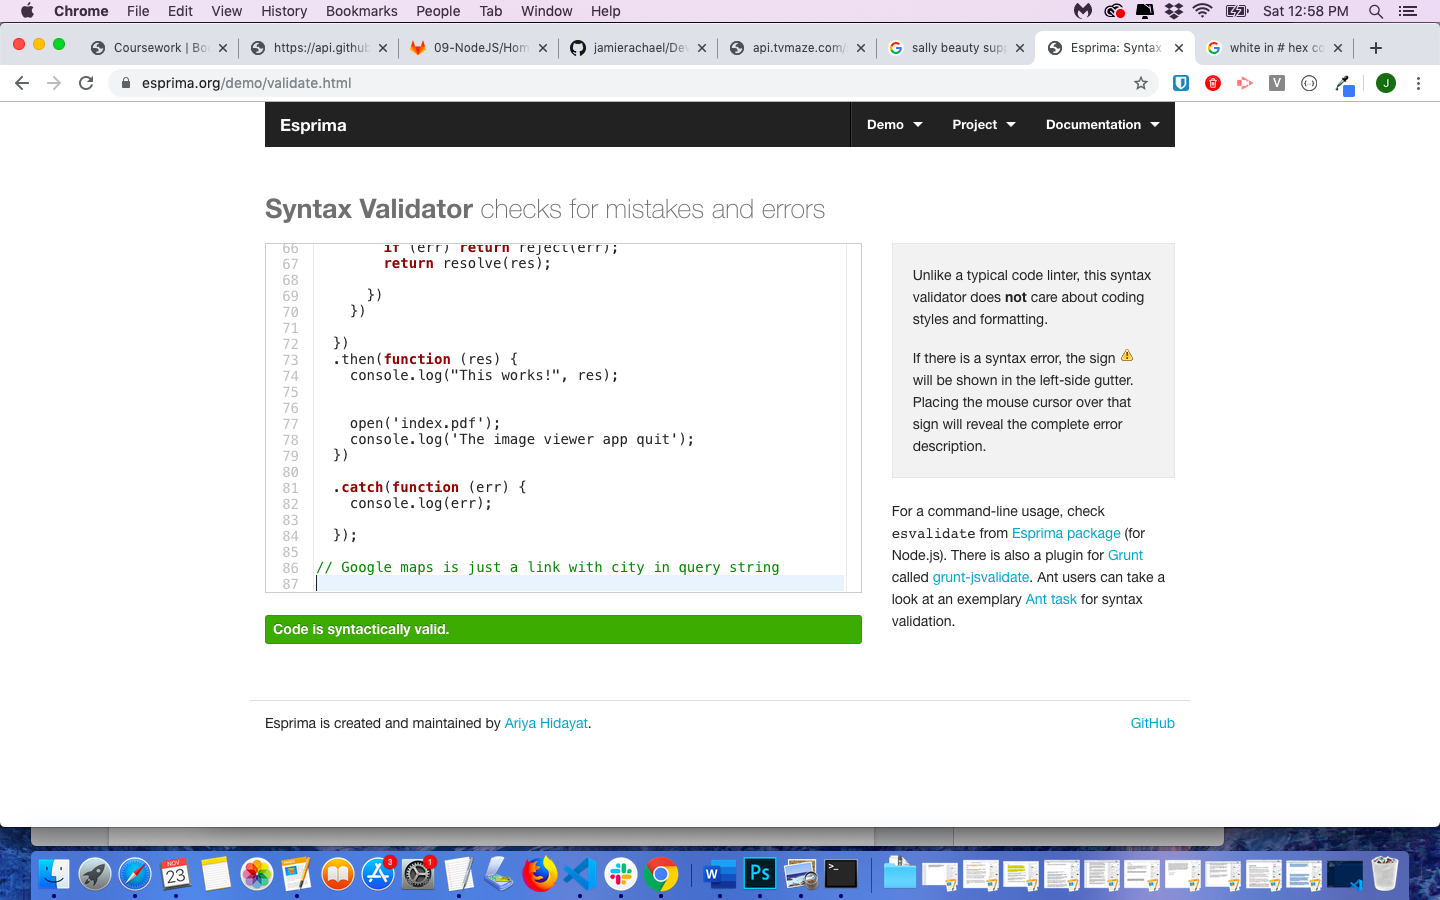 Chrome File Edit View History Bookmarks People Tab Window Help Sat 12:58 PM
Coursework | Bo
https://api.github
09-NodeJS/Hom
jamierachael/Dev
api.tvmaze.com/
sally beauty supp
Esprima: Syntax
white in # hex co
esprima.org/demo/validate.html
V
J
Esprima
Demo Project Documentation
Syntax Validator checks for mistakes and errors
66 if (err) return reject(err);
67 return resolve(res);
68
69 })
70 })
71
72 })
73 .then(function (res) {
74 console.log("This works!", res);
75
76
77 open('index.pdf');
78 console.log('The image viewer app quit');
79 })
80
81 .catch(function (err) {
82 console.log(err);
83
84 });
85
86 // Google maps is just a link with city in query string
87
Code is syntactically valid.
Unlike a typical code linter, this syntax
validator does not care about coding
styles and formatting.
If there is a syntax error, the sign
will be shown in the left-side gutter.
Placing the mouse cursor over that
sign will reveal the complete error
description.
For a command-line usage, check
esvalidate from Esprima package (for
Node.js). There is also a plugin for Grunt
called grunt-jsvalidate. Ant users can take a
look at an exemplary Ant task for syntax
validation.
Esprima is created and maintained by Ariya Hidayat.
GitHub
NOV
23
3
1
W
Ps
>_